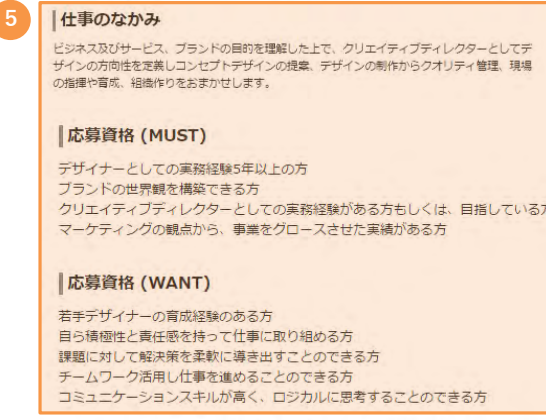 5
仕事のなかみ
ビジネス及びサービス、ブランドの目的を理解した上で、クリエイティブディレクターとしてデ
ザインの方向性を定義しコンセプトデザインの提案、デザインの制作からクオリティ管理、現場
の指揮や育成、組織作りをおまかせします。
応募資格 (MUST)
デザイナーとしての実務経験5年以上の方
ブランドの世界観を構築できる方
クリエイティブディレクターとしての実務経験がある方もしくは、目指している方
マーケティングの観点から、事業をグロースさせた実績がある方
応募資格 (WANT)
若手デザイナーの育成経験のある方
自ら積極性と責任感を持って仕事に取り組める方
課題に対して解決策を柔軟に導き出すことのできる方
チームワーク活用し仕事を進めることのできる方
コミュニケーションスキルが高く、ロジカルに思考することのできる方